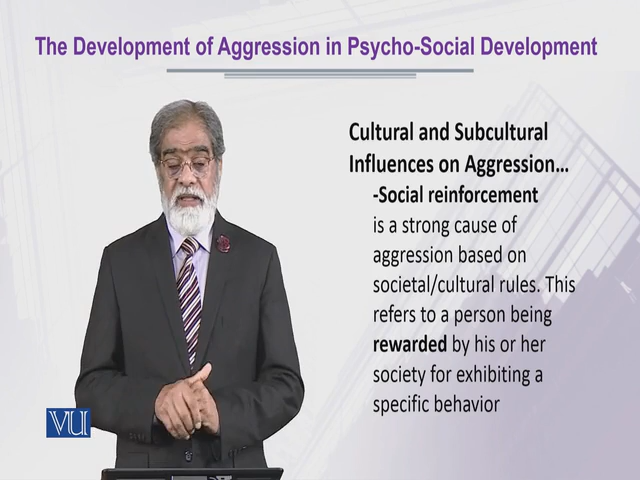 The Development of Aggression in Psycho-Social Development
Cultural and Subcultural
Influences on Aggression...
-Social reinforcement
is a strong cause of
aggression based on
societal/cultural rules. This
refers to a person being
rewarded by his or her
society for exhibiting a
specific behavior
VU